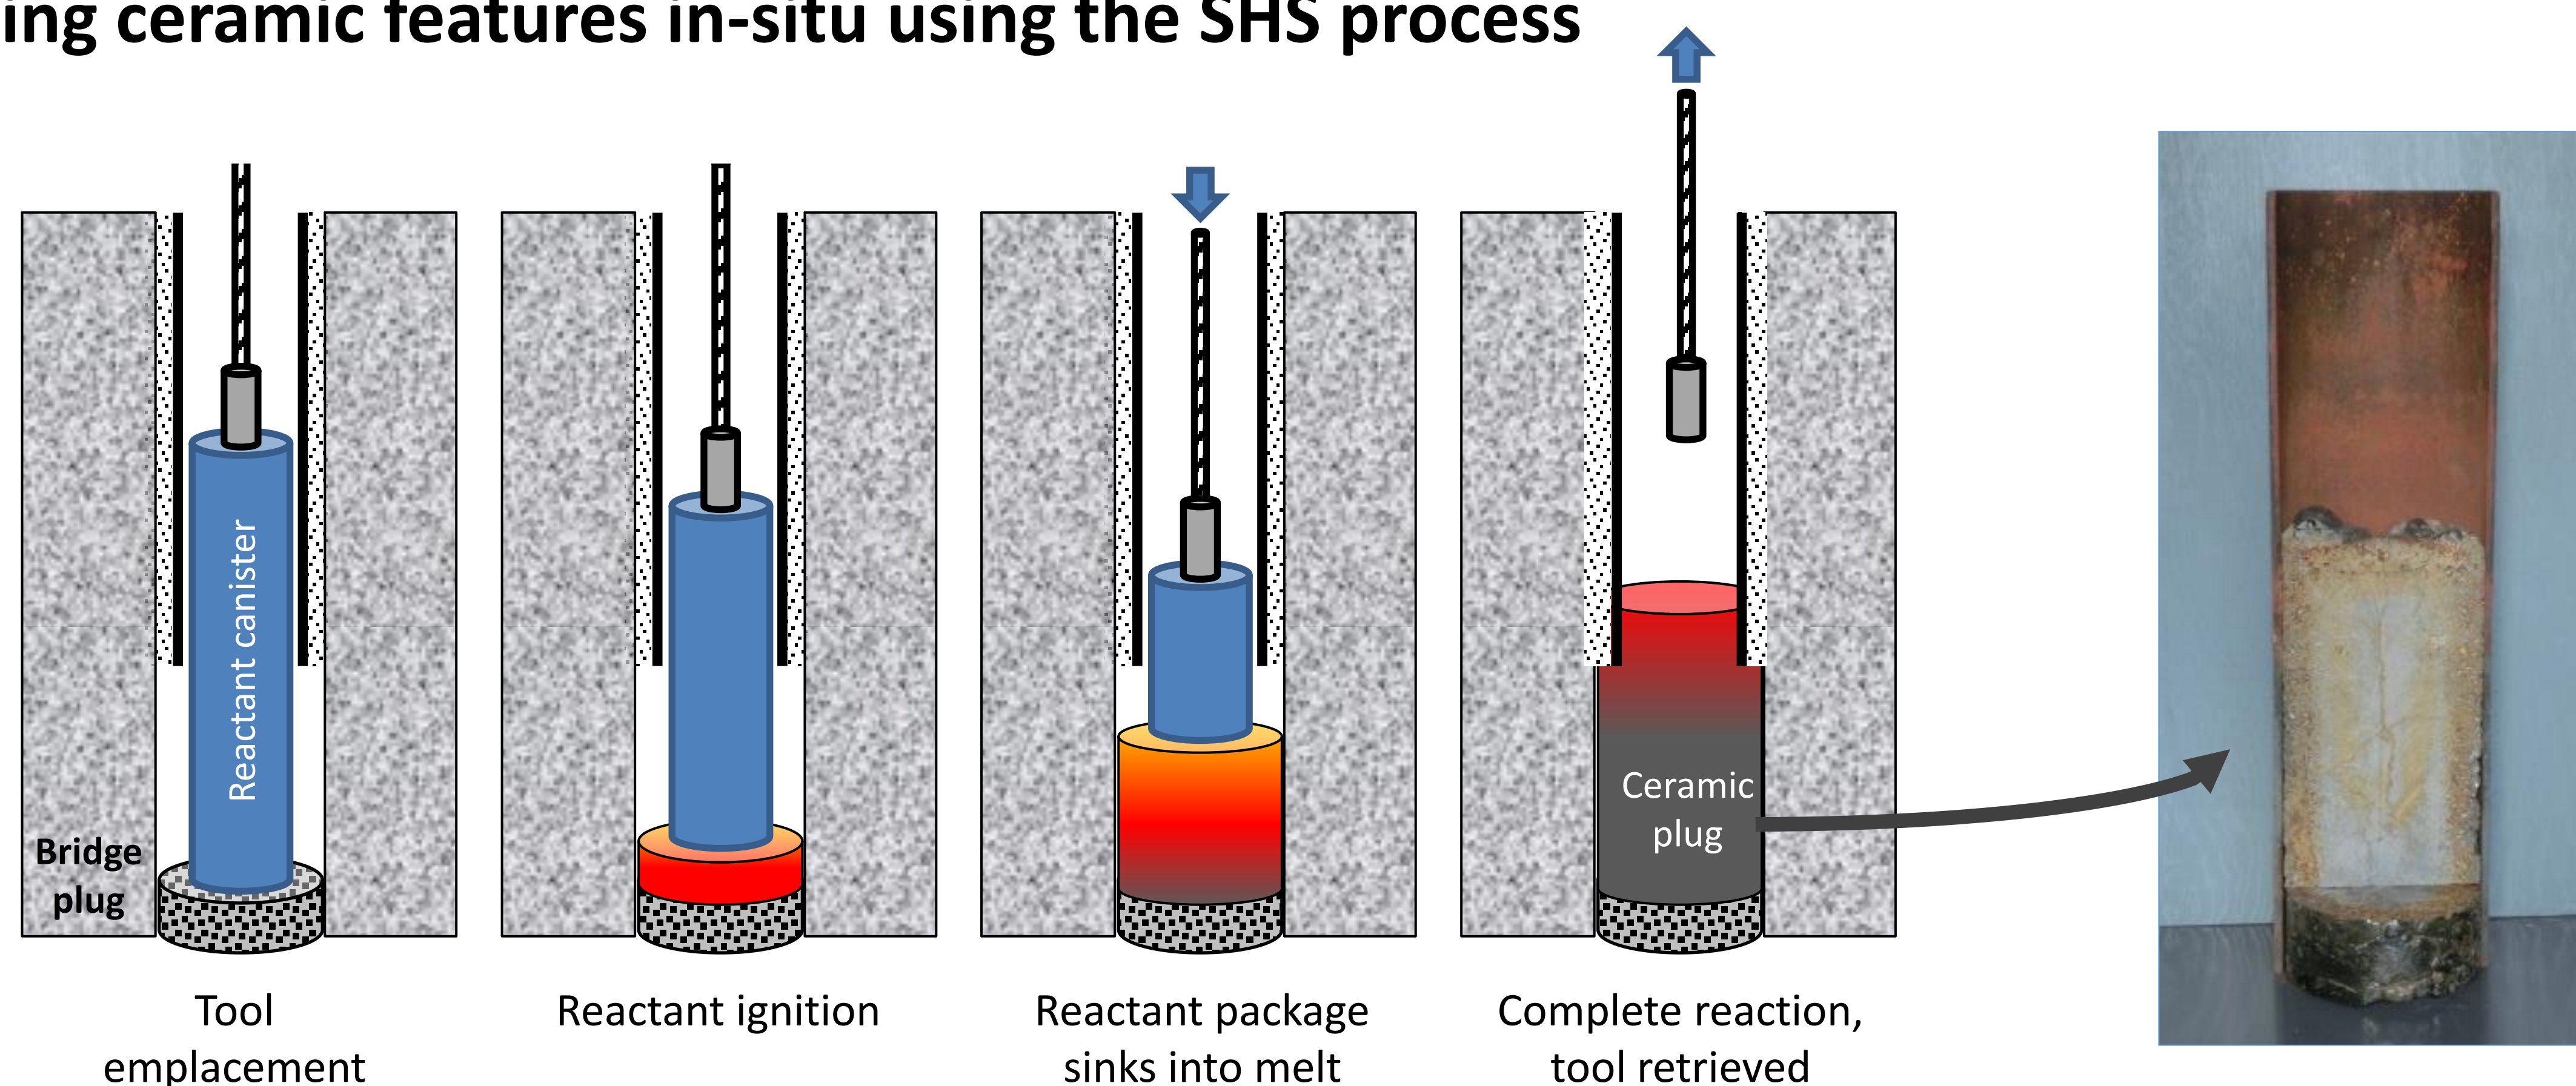 ing ceramic features in-situ using the SHS process
Reactant canister
Bridge
plug
Ceramic
plug
Tool
emplacement
Reactant ignition
Reactant package
sinks into melt
Complete reaction,
tool retrieved